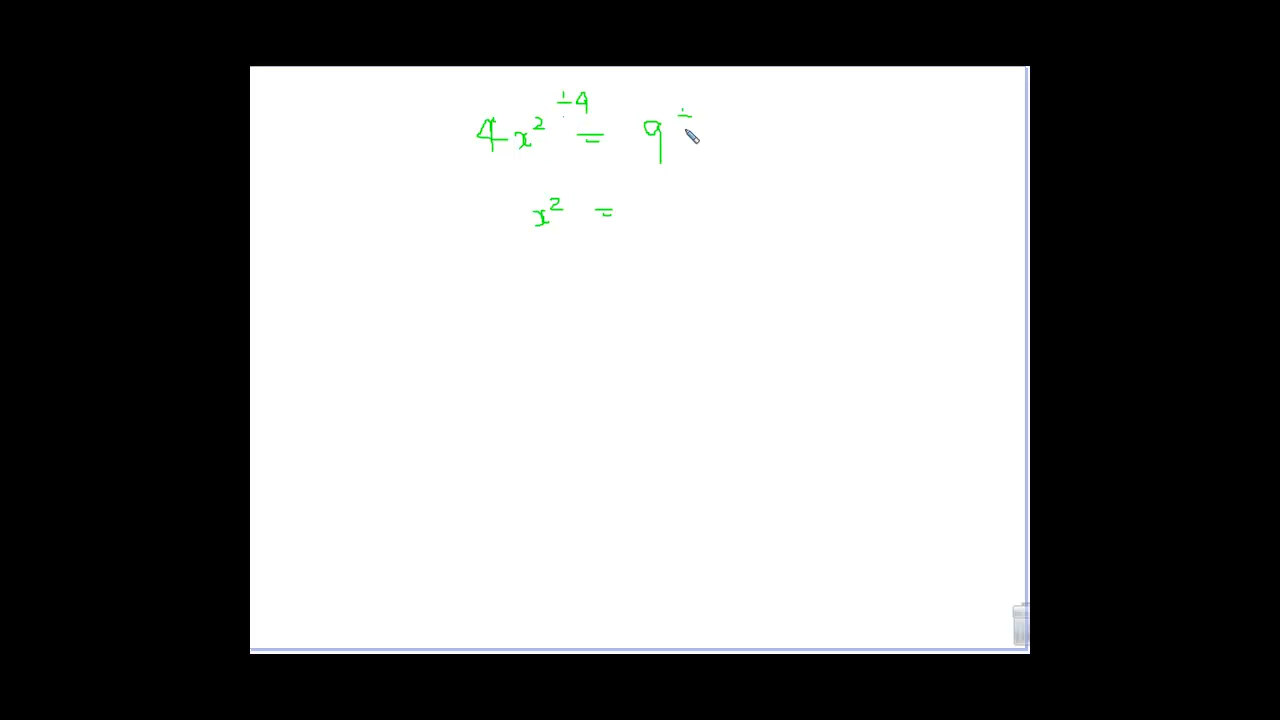 4x² ÷4 = 9 ÷
x² =